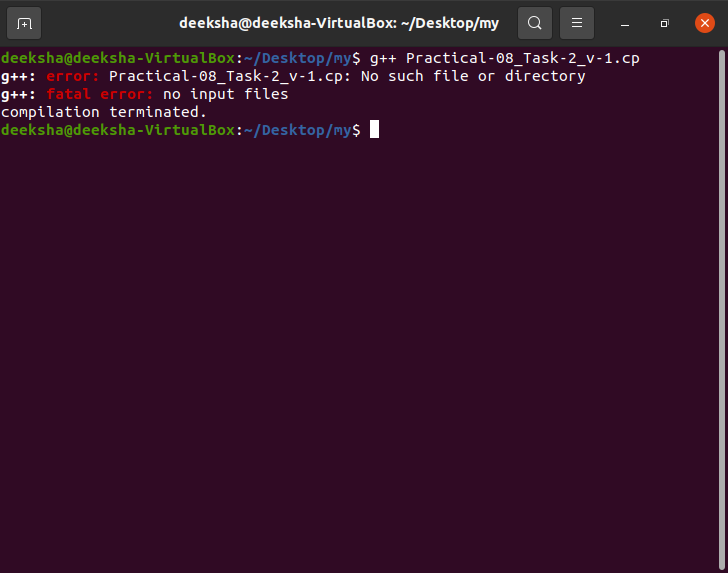 deeksha@deeksha-VirtualBox: ~/Desktop/my
deeksha@deeksha-VirtualBox:~/Desktop/my$ g++ Practical-08_Task-2_v-1.cp
g++: error: Practical-08_Task-2_v-1.cp: No such file or directory
g++: fatal error: no input files
compilation terminated.
deeksha@deeksha-VirtualBox:~/Desktop/my$